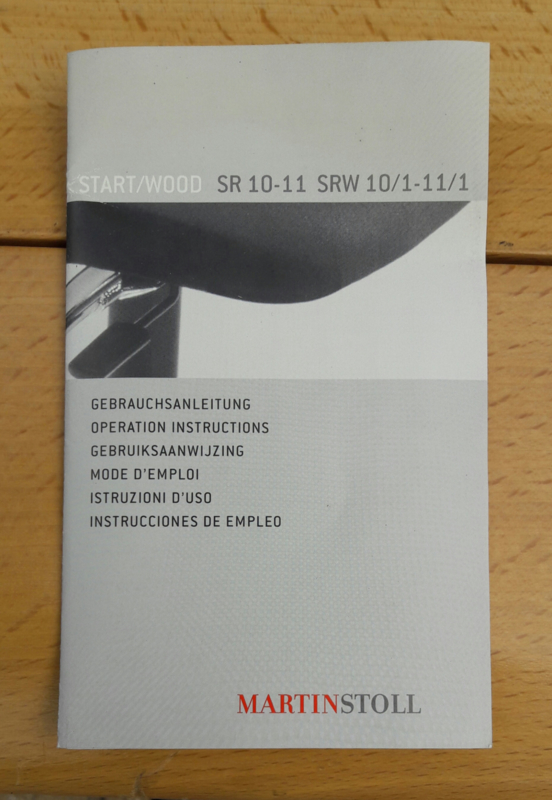 START/WOOD SR 10-11 SRW 10/1-11/1
GEBRAUCHSANLEITUNG
OPERATION INSTRUCTIONS
GEBRUIKSAANWIJZING
MODE D'EMPLOI
ISTRUZIONI D'USO
INSTRUCCIONES DE EMPLEO
MARTINSTOLL